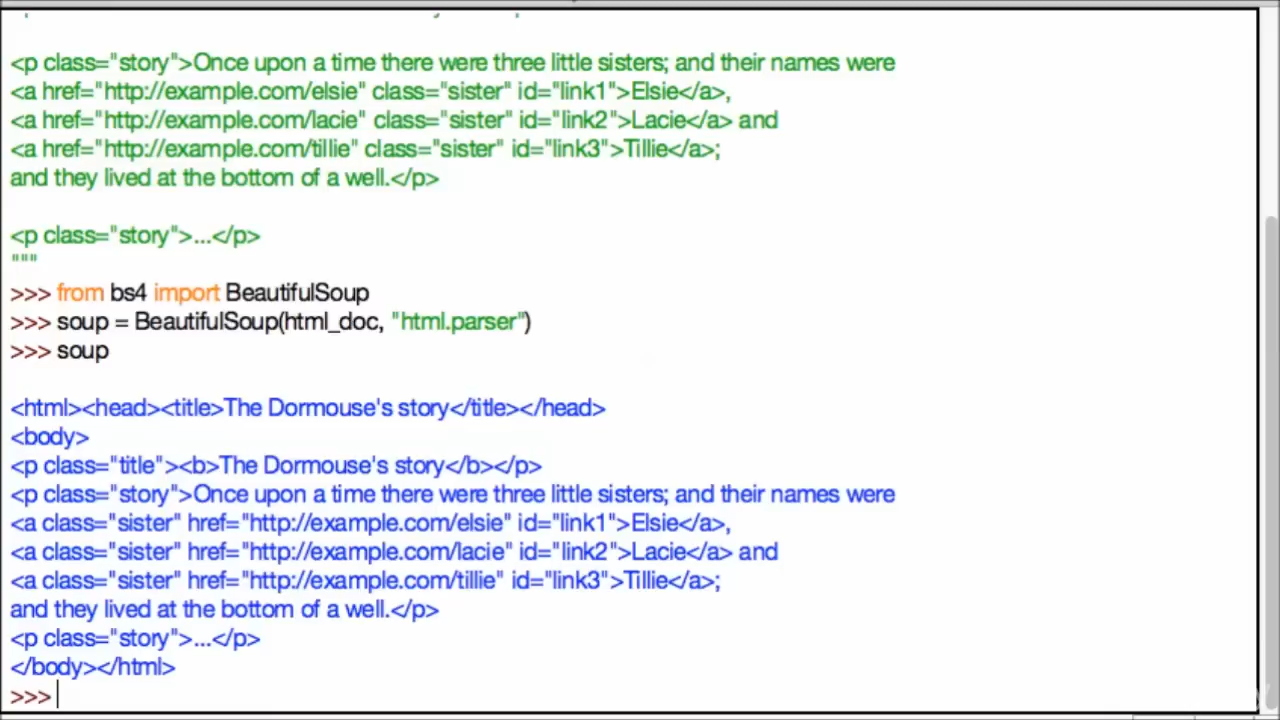 <p class="story">Once upon a time there were three little sisters; and their names were
<a href="http://example.com/elsie" class="sister" id="link1">Elsie</a>,
<a href="http://example.com/lacie" class="sister" id="link2">Lacie</a> and
<a href="http://example.com/tillie" class="sister" id="link3">Tillie</a>;
and they lived at the bottom of a well.</p>
<p class="story">...</p>
"""
>>> from bs4 import BeautifulSoup
>>> soup = BeautifulSoup(html_doc, "html.parser")
>>> soup
<html><head><title>The Dormouse's story</title></head>
<body>
<p class="title"><b>The Dormouse's story</b></p>
<p class="story">Once upon a time there were three little sisters; and their names were
<a class="sister" href="http://example.com/elsie" id="link1">Elsie</a>,
<a class="sister" href="http://example.com/lacie" id="link2">Lacie</a> and
<a class="sister" href="http://example.com/tillie" id="link3">Tillie</a>;
and they lived at the bottom of a well.</p>
<p class="story">...</p>
</body></html>
>>>